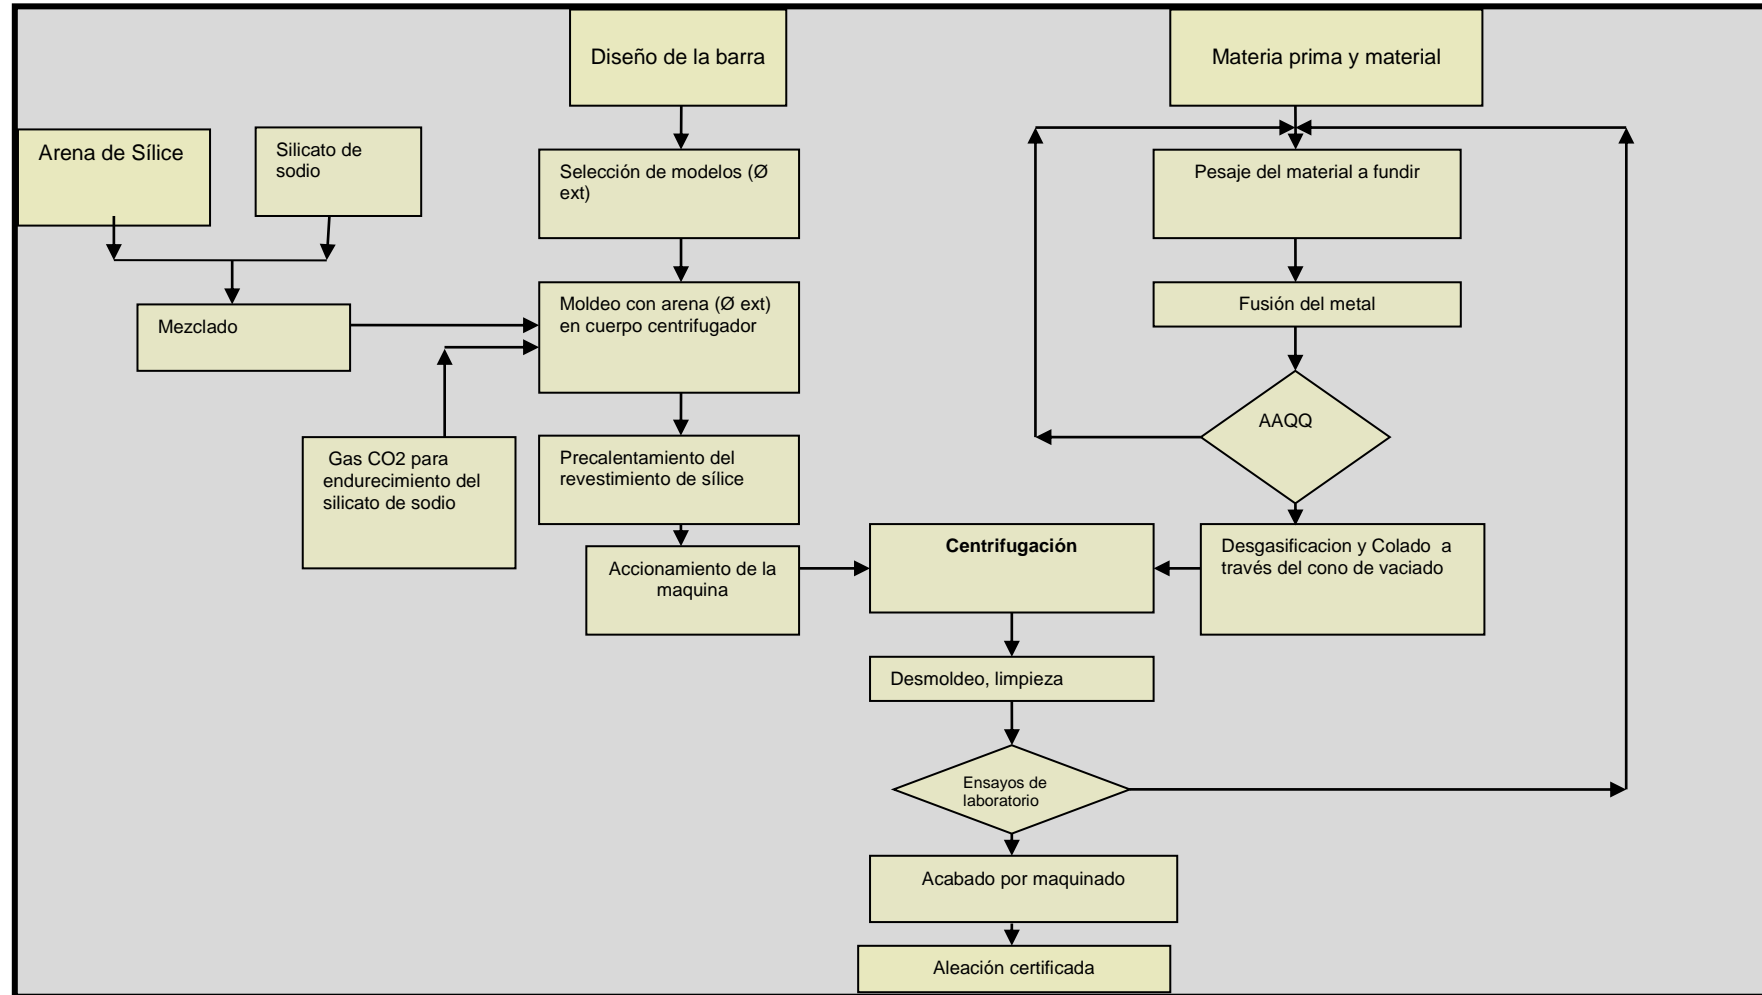 Diseño de la barra
Materia prima y material
Arena de Sílice
Silicato de
sodio
Selección de modelos (Ø
ext)
Pesaje del material a fundir
Mezclado
Moldeo con arena (Ø ext)
en cuerpo centrifugador
Fusión del metal
AAQQ
Gas CO2 para
endurecimiento del
silicato de sodio
Precalentamiento del
revestimiento de sílice
Accionamiento de la
maquina
Centrifugación
Desgasificacion y Colado a
través del cono de vaciado
Desmoldeo, limpieza
Ensayos de
laboratorio
Acabado por maquinado
Aleación certificada